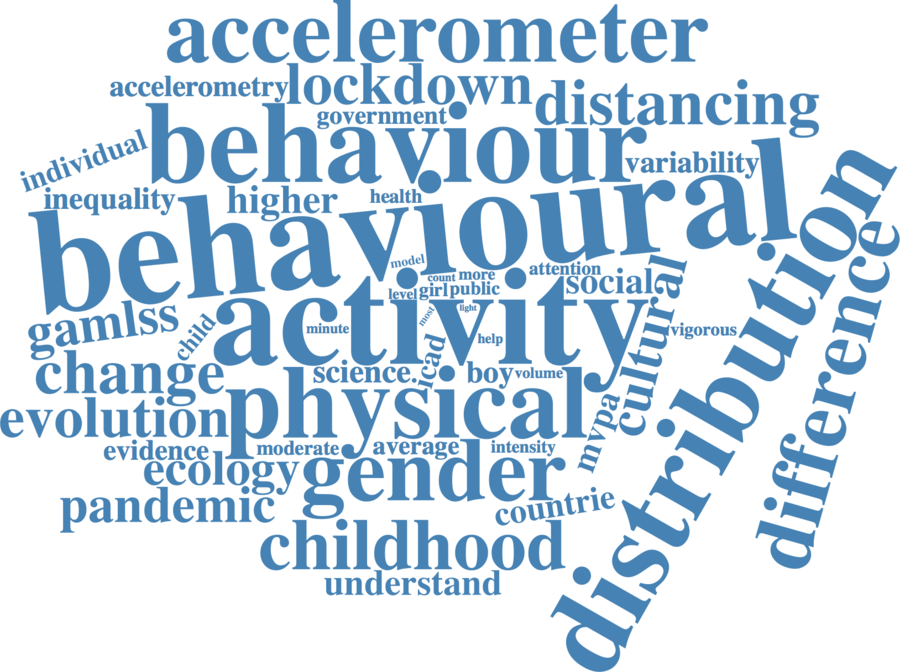 accelerometer
accelerometry
lockdown
distancing
government
behaviour
individual
variability
inequality
higher
health
behavioural
distribution
difference
model
count
more
attention
social
level
girl
public
cultural
gamlss
child
activity
most
light
minute
help
vigorous
icad
change
science.
boy
volume
evolution
physical
mvpa
evidence
moderate
average
intensity
ecology
gender
pandemic
countrie
childhood
understand